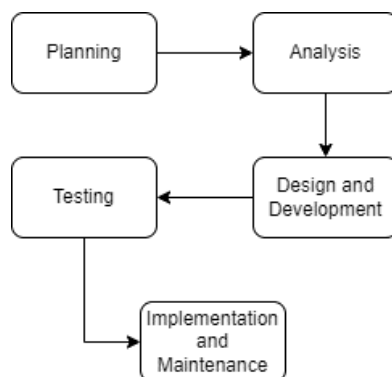 Planning
Analysis
Design and
Development
Testing
Implementation
and
Maintenance